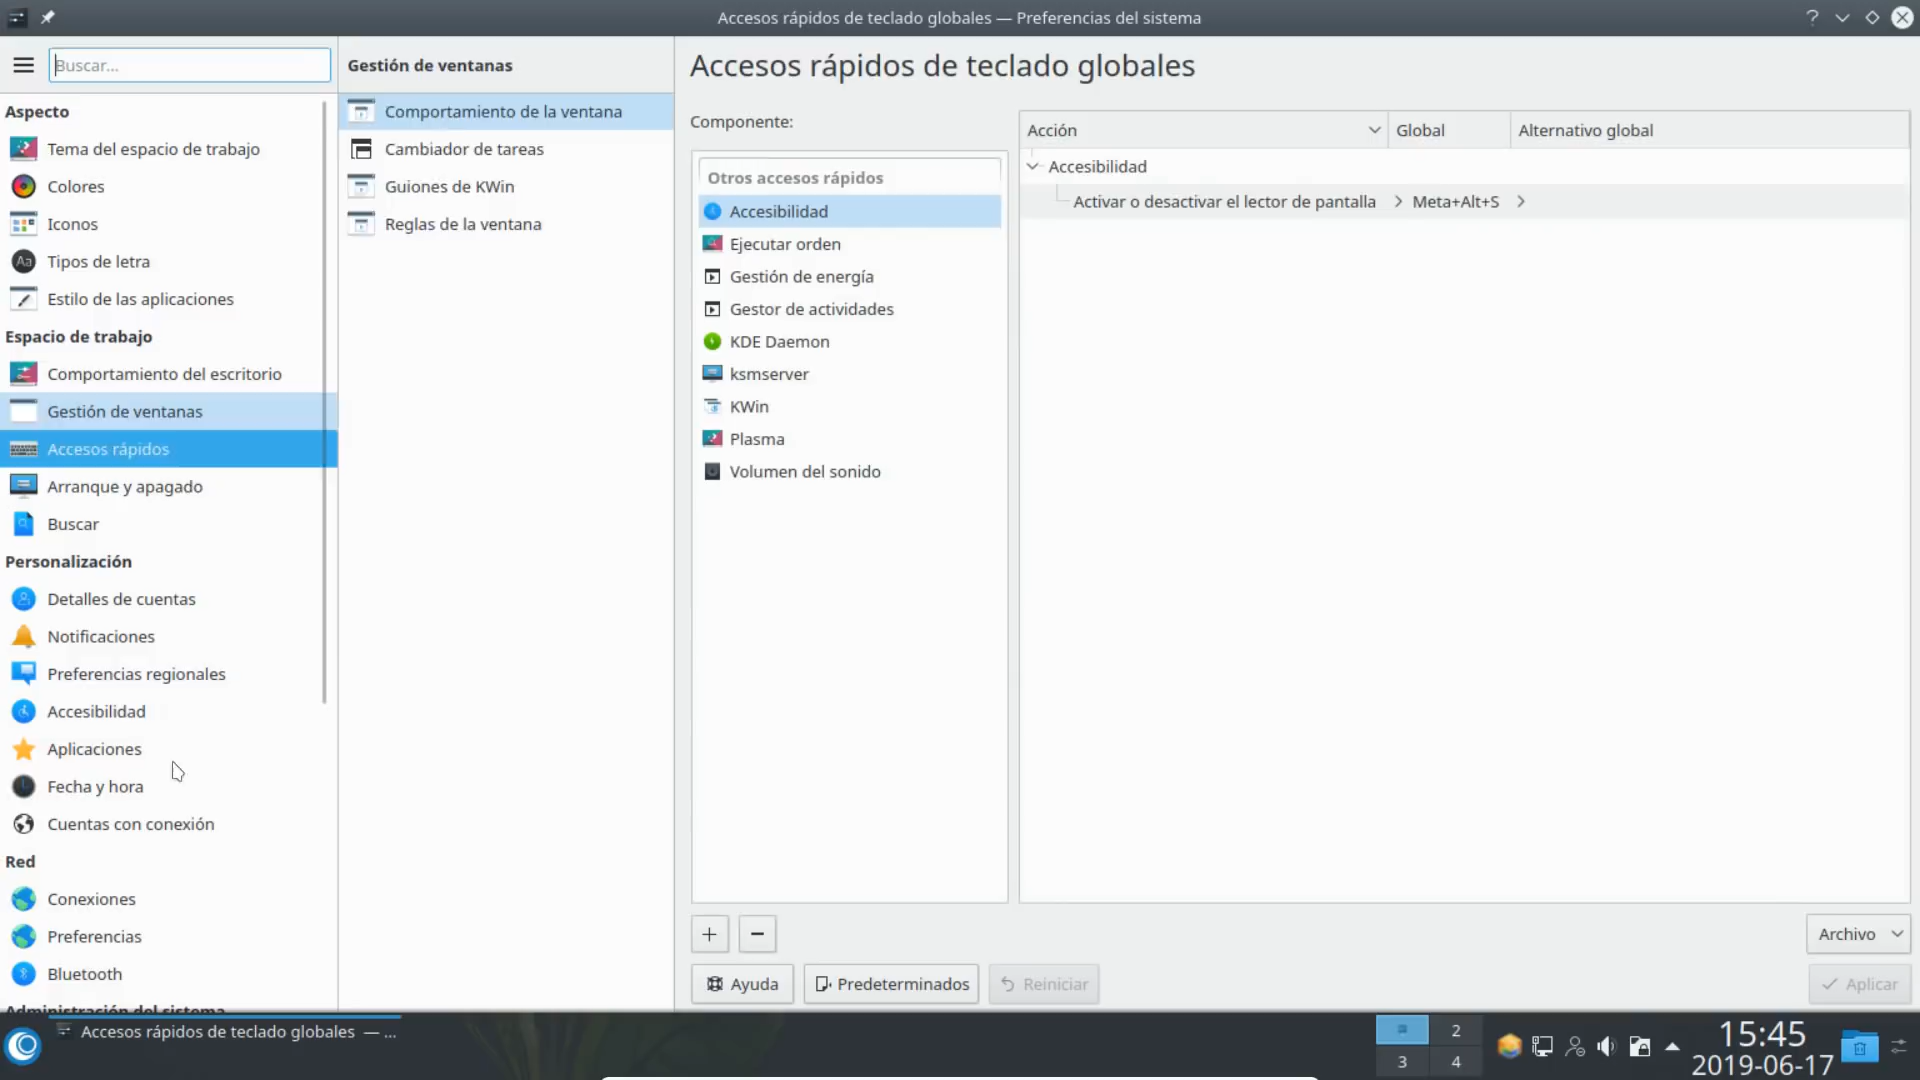 Accesos rápidos de teclado globales — Preferencias del sistema
Buscar...
Aspecto
Tema del espacio de trabajo
Colores
Iconos
Tipos de letra
Estilo de las aplicaciones
Espacio de trabajo
Comportamiento del escritorio
Gestión de ventanas
Accesos rápidos
Arranque y apagado
Buscar
Personalización
Detalles de cuentas
Notificaciones
Preferencias regionales
Accesibilidad
Aplicaciones
Fecha y hora
Cuentas con conexión
Red
Conexiones
Preferencias
Bluetooth
Administración del sistema
Gestión de ventanas
Comportamiento de la ventana
Cambiador de tareas
Guiones de KWin
Reglas de la ventana
Accesos rápidos de teclado globales
Componente:
Otros accesos rápidos
Accesibilidad
Ejecutar orden
Gestión de energía
Gestor de actividades
KDE Daemon
ksmserver
KWin
Plasma
Volumen del sonido
Acción Global Alternativo global
Accesibilidad
Activar o desactivar el lector de pantalla Meta+Alt+S
Archivo
Ayuda Predeterminados Reiniciar Aplicar
Accesos rápidos de teclado globales — ...
2
3 4
15:45
2019-06-17